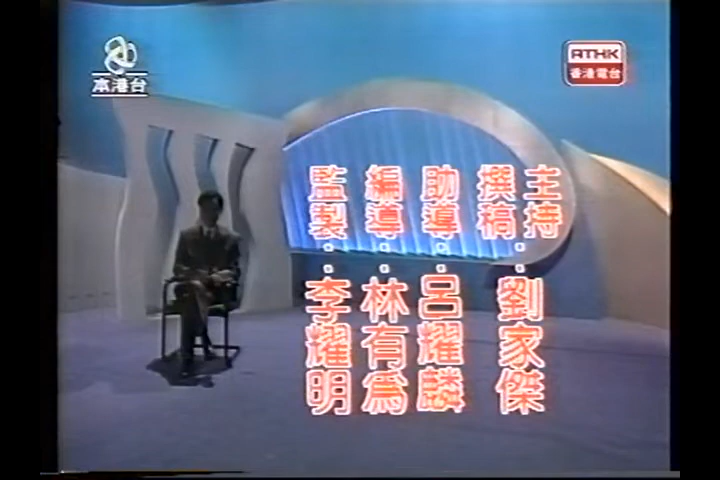 本港台
RTHK
香港電台
主持
撰稿：劉家傑
助導：呂耀麟
編導：林有為
監製：李耀明